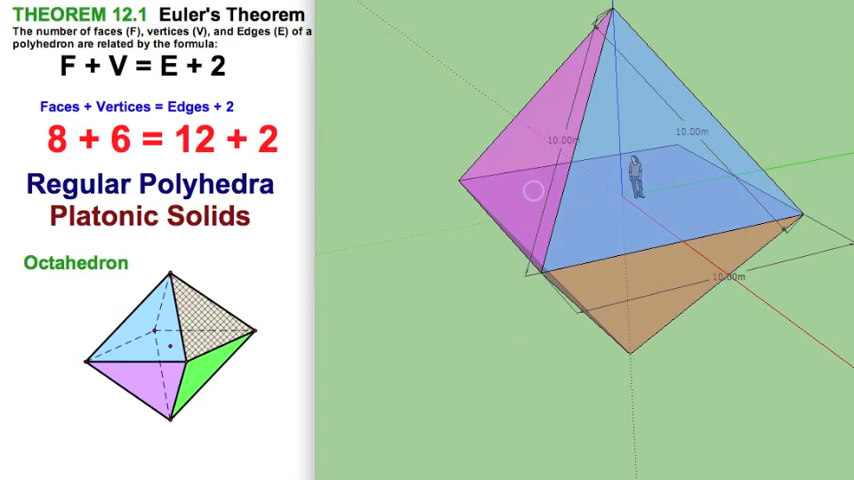 THEOREM 12.1 Euler's Theorem
The number of faces (F), vertices (V), and Edges (E) of a
polyhedron are related by the formula:
F + V = E + 2
Faces + Vertices = Edges + 2
8 + 6 = 12 + 2
Regular Polyhedra
Platonic Solids
Octahedron
10.00m
10.00m
10.00m